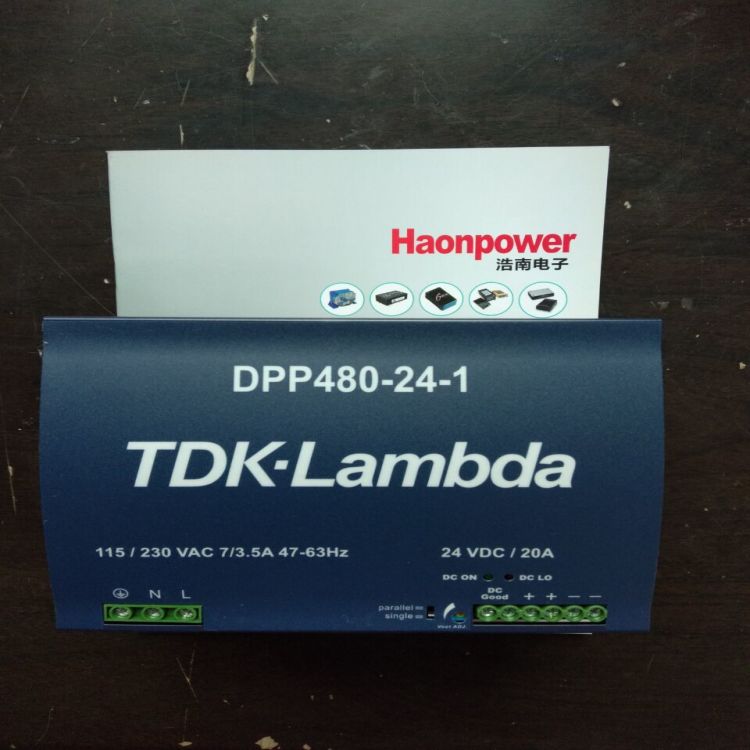 Haonpower
浩南电子
DPP480-24-1
TDK·Lambda
115 / 230 VAC 7/3.5A 47-63Hz
24 VDC / 20A
DC ON
DC LO
N L
DC
Good
+ + — —
parallel
single
Vout ADJ.